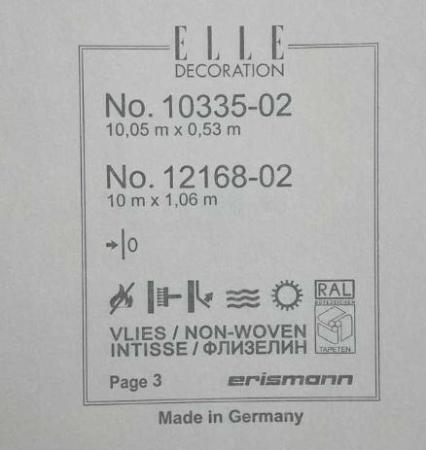 ELLE
DECORATION
No. 10335-02
10,05 m x 0,53 m
No. 12168-02
10 m x 1,06 m
0
RAL
GÜTEZEICHEN
TAPETEN
VLIES / NON-WOVEN
INTISSE / ФЛИЗЕЛИН
Page 3
erismann
Made in Germany